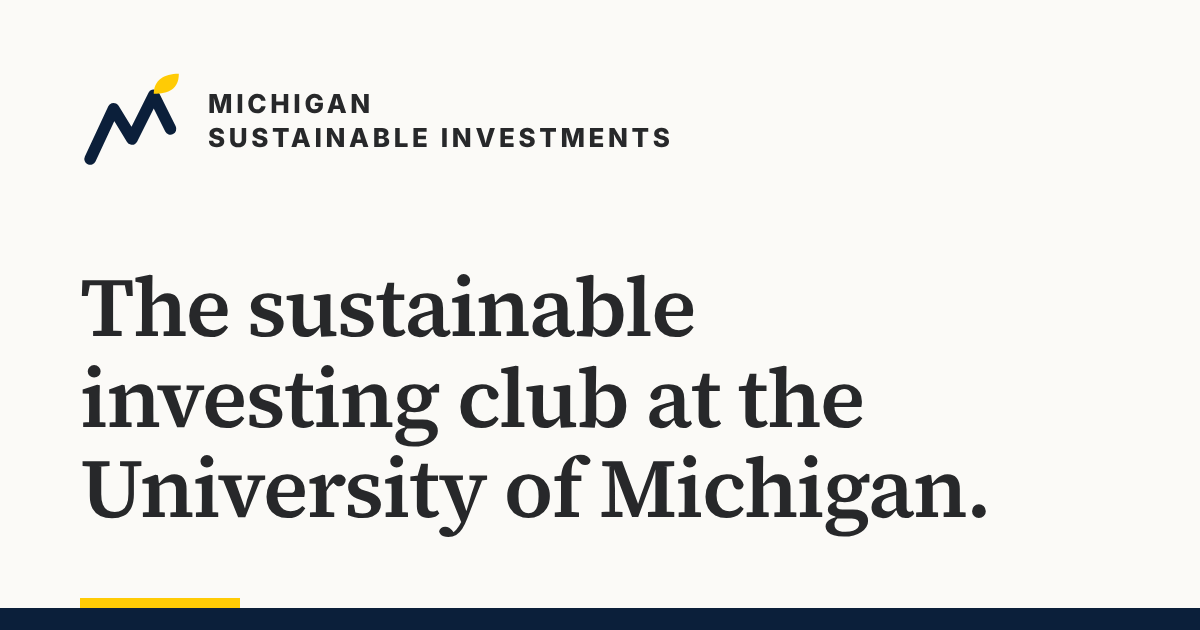 MICHIGAN
SUSTAINABLE INVESTMENTS
The sustainable
investing club at the
University of Michigan.